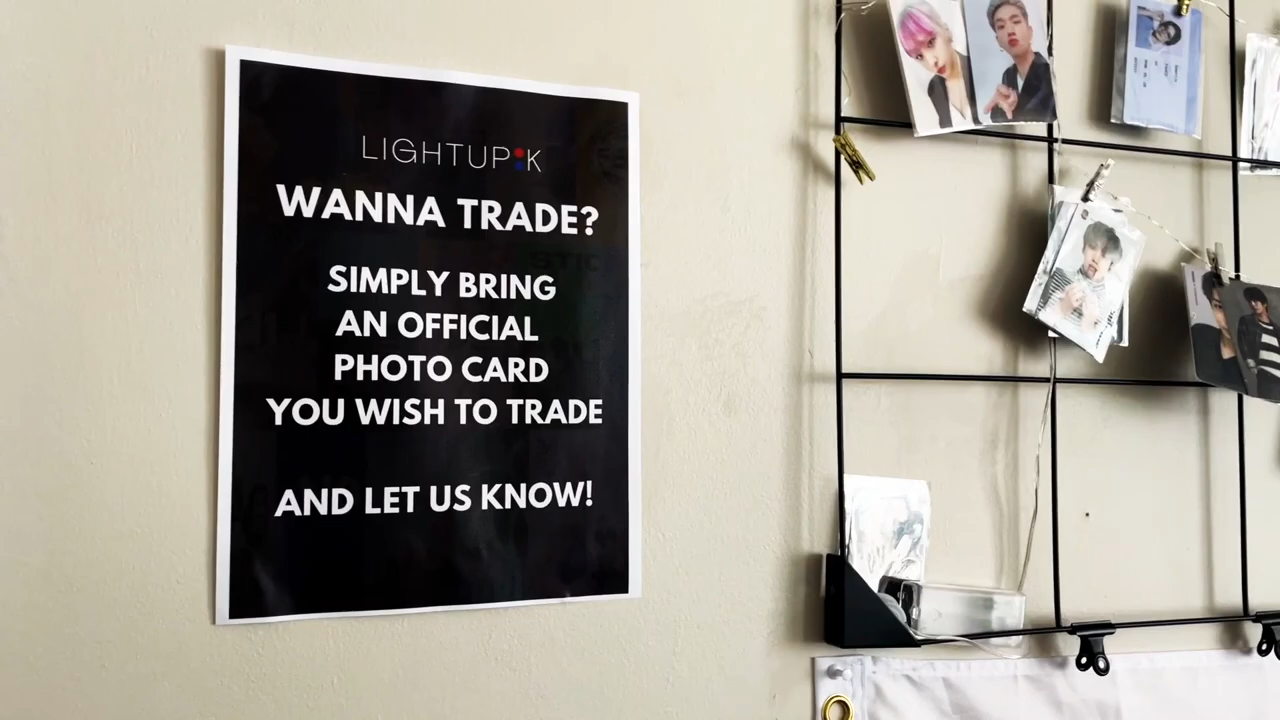 LIGHTUP:K
WANNA TRADE?
SIMPLY BRING
AN OFFICIAL
PHOTO CARD
YOU WISH TO TRADE
AND LET US KNOW!